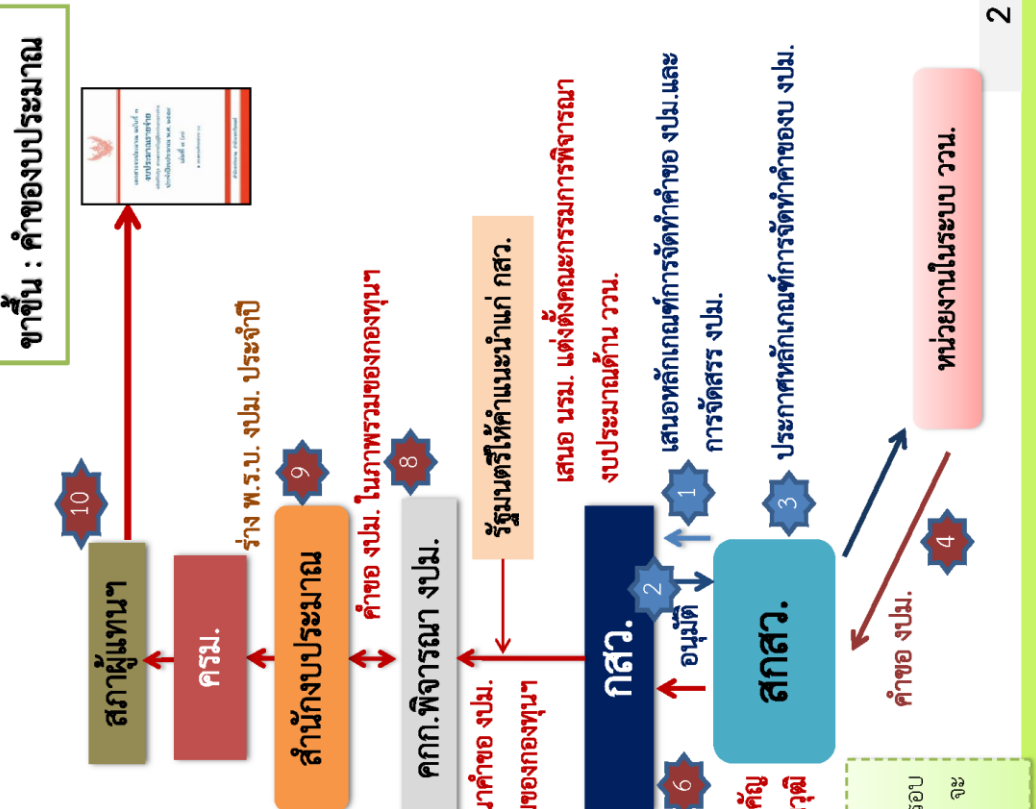 ขาขึ้น : คำของบประมาณ
10
สภาผู้แทนฯ
ครม.
ร่าง พ.ร.บ. งปม. ประจำปี
9
สำนักงบประมาณ
คำขอ งปม. ในภาพรวมของกองทุนฯ
8
คกก.พิจารณา งปม.
รัฐมนตรีให้คำแนะนำแก่ กสว.
าคำขอ งปม.
ของกองทุนฯ
เสนอ นรม. แต่งตั้งคณะกรรมการพิจารณา
งบประมาณด้าน ววน.
กสว.
1
เสนอหลักเกณฑ์การจัดทำคำขอ งปม.และ
การจัดสรร งปม.
2
อนุมัติ
6
3
ประกาศหลักเกณฑ์การจัดทำคำของบ งปม.
สกสว.
คัญ
วุฒิ
4
คำขอ งปม.
หน่วยงานในระบบ ววน.
รอบ
จะ
2